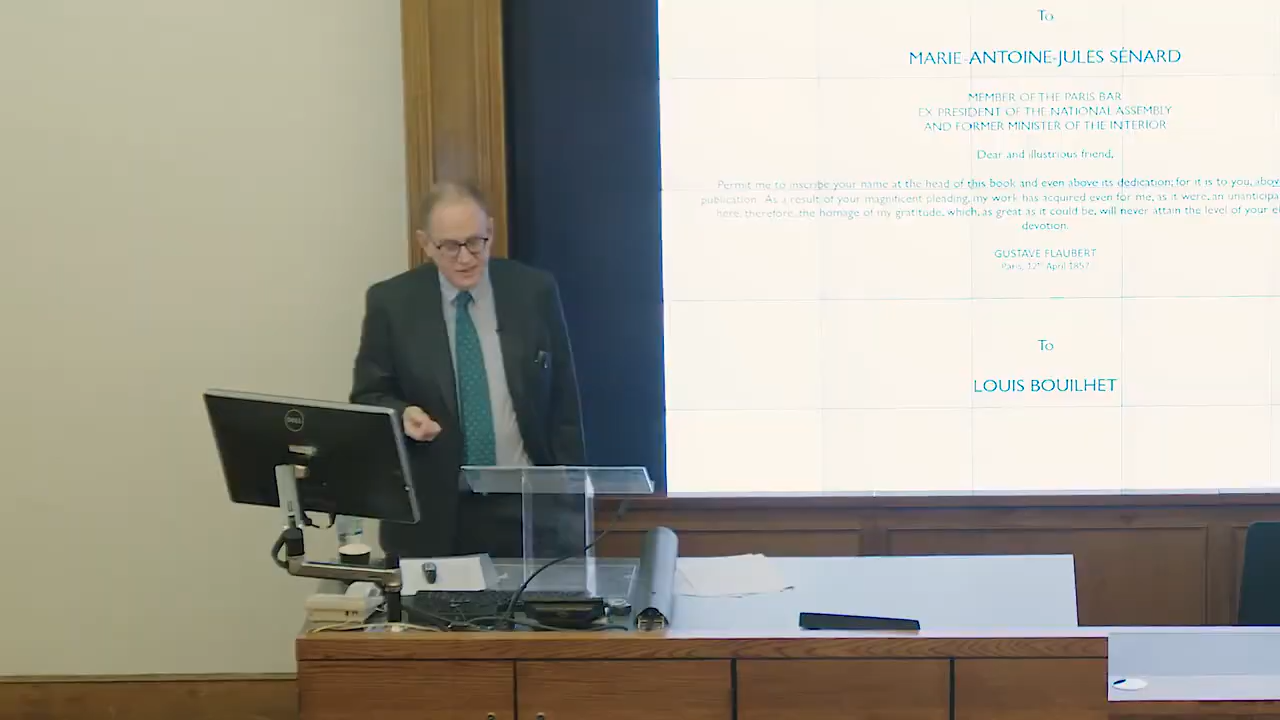 To
MARIE-ANTOINE-JULES SÉNARD
MEMBER OF THE PARIS BAR
EX PRESIDENT OF THE NATIONAL ASSEMBLY
AND FORMER MINISTER OF THE INTERIOR
Dear and illustrious friend,
Permit me to inscribe your name at the head of this book and even above its dedication; for it is to you,
publication. As a result of your magnificent pleading, my work has acquired even for me, as it were, an
here, therefore, the homage of my gratitude, which, as great as it could be, will never attain the level of your
devotion.
GUSTAVE FLAUBERT
Paris, 12th April 1857
To
LOUIS BOUILHET
DELL